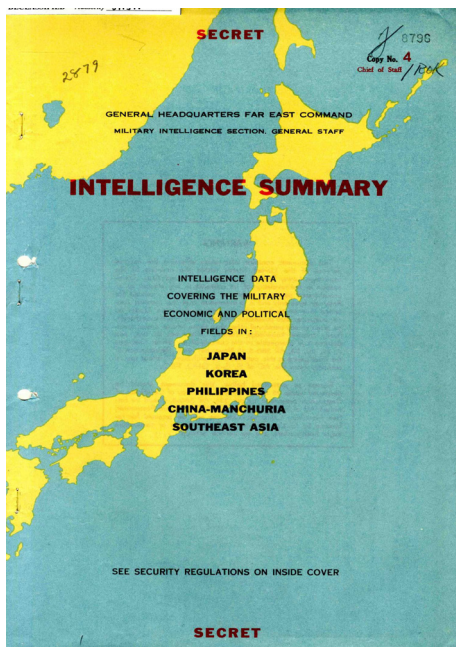 SECRET
8796
Copy No. 4
Chief of Staff / ROK
2879
GENERAL HEADQUARTERS FAR EAST COMMAND
MILITARY INTELLIGENCE SECTION, GENERAL STAFF
INTELLIGENCE SUMMARY
INTELLIGENCE DATA
COVERING THE MILITARY
ECONOMIC AND POLITICAL
FIELDS IN :
JAPAN
KOREA
PHILIPPINES
CHINA-MANCHURIA
SOUTHEAST ASIA
SEE SECURITY REGULATIONS ON INSIDE COVER
SECRET